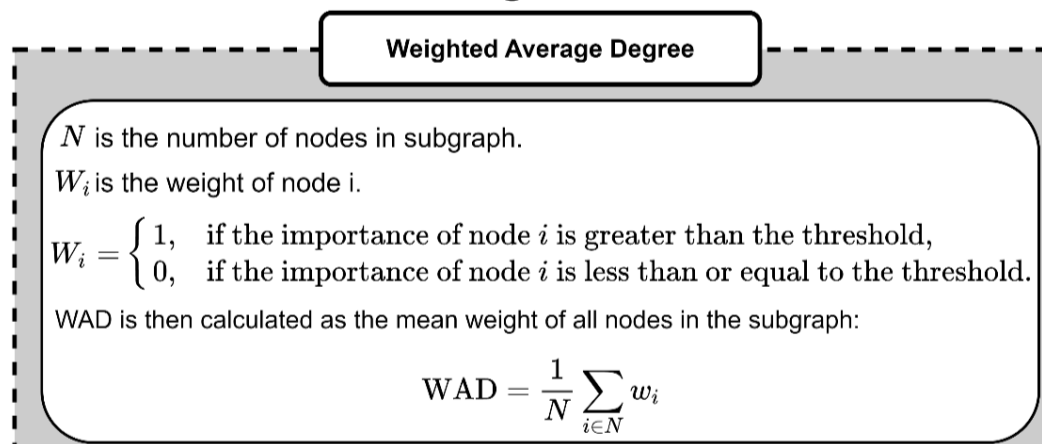 Weighted Average Degree
N is the number of nodes in subgraph.
W_i is the weight of node i.
W_i = { 1, if the importance of node i is greater than the threshold,
0, if the importance of node i is less than or equal to the threshold.
WAD is then calculated as the mean weight of all nodes in the subgraph:
WAD = \frac{1}{N} \sum_{i∈N} w_i